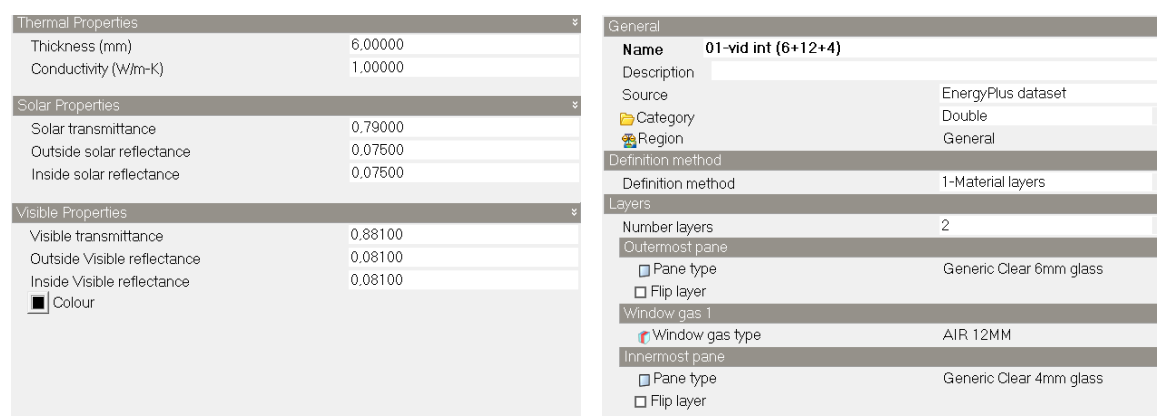 Thermal Properties
Thickness (mm) 6,00000
Conductivity (W/m-K) 1,00000
Solar Properties
Solar transmittance 0,79000
Outside solar reflectance 0,07500
Inside solar reflectance 0,07500
Visible Properties
Visible transmittance 0,88100
Outside Visible reflectance 0,08100
Inside Visible reflectance 0,08100
Colour
General
Name 01-vid int (6+12+4)
Description
Source EnergyPlus dataset
Category Double
Region General
Definition method
Definition method 1-Material layers
Layers
Number layers 2
Outermost pane
Pane type Generic Clear 6mm glass
Flip layer
Window gas 1
Window gas type AIR 12MM
Innermost pane
Pane type Generic Clear 4mm glass
Flip layer